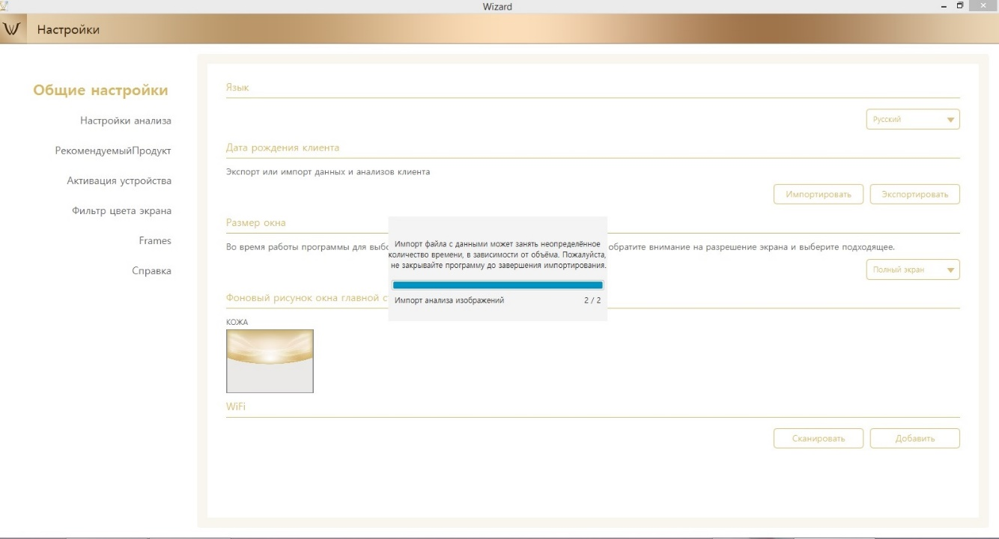 Wizard
Настройки
Общие настройки
Настройки анализа
РекомендуемыйПродукт
Активация устройства
Фильтр цвета экрана
Frames
Справка
Язык
Русский
Дата рождения клиента
Экспорт или импорт данных и анализов клиента
Импортировать
Экспортировать
Размер окна
Во время работы программы для выбо
обратите внимание на разрешение экрана и выберите подходящее.
Полный экран
Импорт файла с данными может занять неопределённое
количество времени, в зависимости от объёма. Пожалуйста,
не закрывайте программу до завершения импортирования.
Импорт анализа изображений 2 / 2
Фоновый рисунок окна главной с
КОЖА
WiFi
Сканировать
Добавить